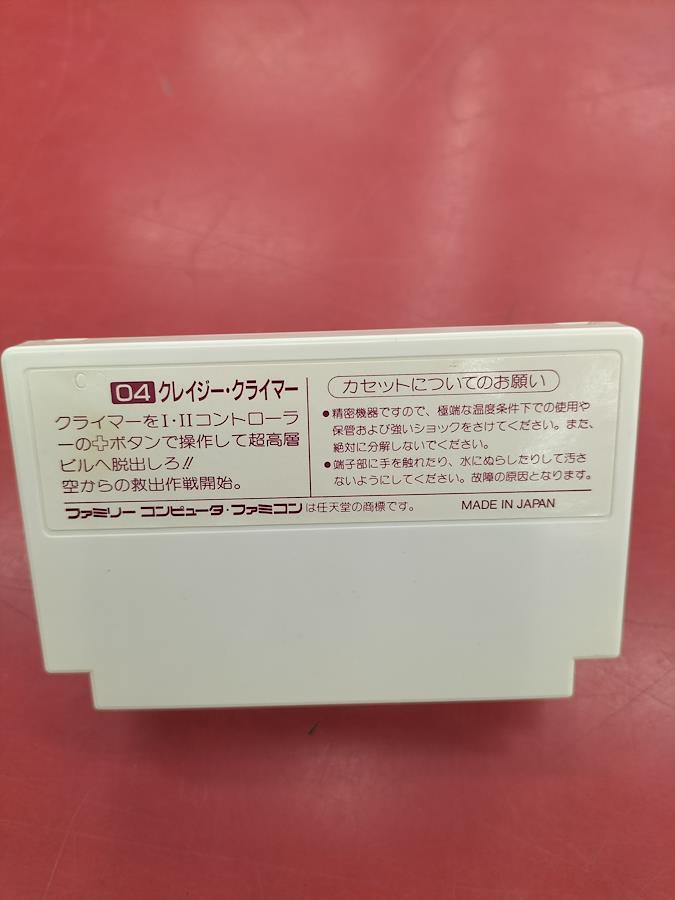 04 クレイジー・クライマー
クライマーをI・IIコントローラ
ーの✚ボタンで操作して超高層
ビルへ脱出しろ!!
空からの救出作戦開始。
カセットについてのお願い
●精密機器ですので、極端な温度条件下での使用や
保管および強いショックをさけてください。また、
絶対に分解しないでください。
●端子部に手を触れたり、水にぬらしたりして汚さ
ないようにしてください。故障の原因となります。
ファミリーコンピュータ・ファミコンは任天堂の商標です。
MADE IN JAPAN